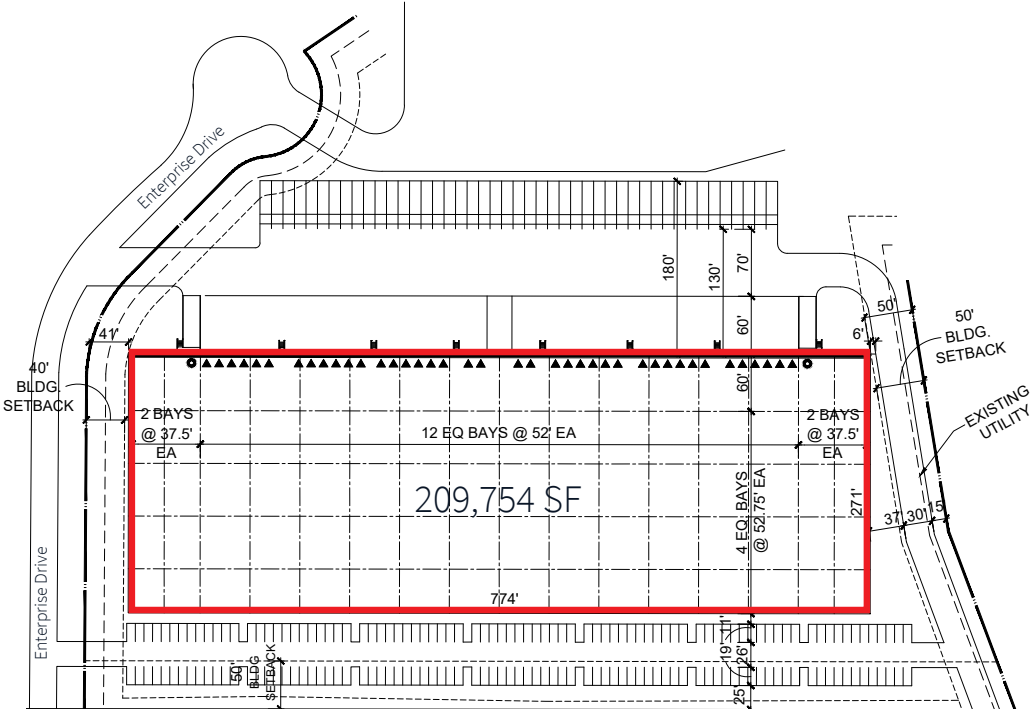 Enterprise Drive
180'
130'
70'
60'
50'
50'
BLDG.
SETBACK
6'
41'
40'
BLDG.
SETBACK
60'
2 BAYS
@ 37.5'
EA
12 EQ BAYS @ 52' EA
2 BAYS
@ 37.5'
EA
EXISTING
UTILITY
209,754 SF
4 EQ BAYS
@ 52.75' EA
271'
37'
30'
15'
774'
Enterprise Drive
11'
19'
26'
25'
50'
BLDG
SETBACK